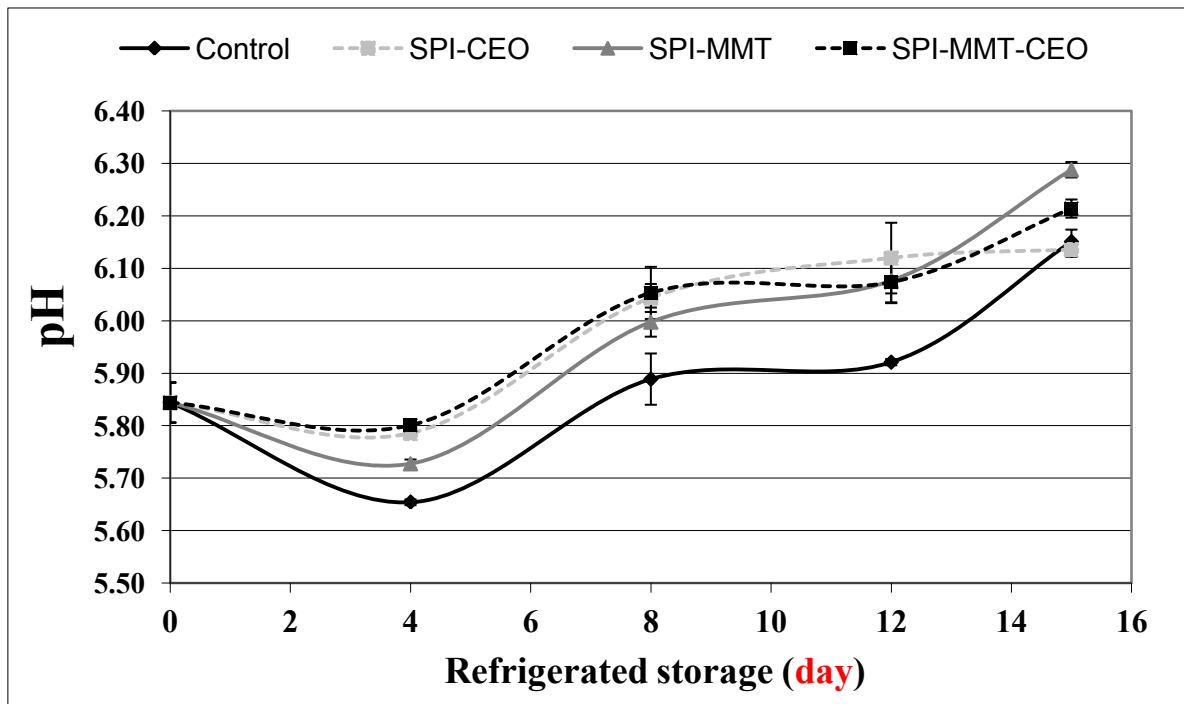 Control SPI-CEO SPI-MMT SPI-MMT-CEO
6.40
6.30
6.20
6.10
6.00
5.90
5.80
5.70
5.60
5.50
pH
0 2 4 6 8 10 12 14 16
Refrigerated storage (day)